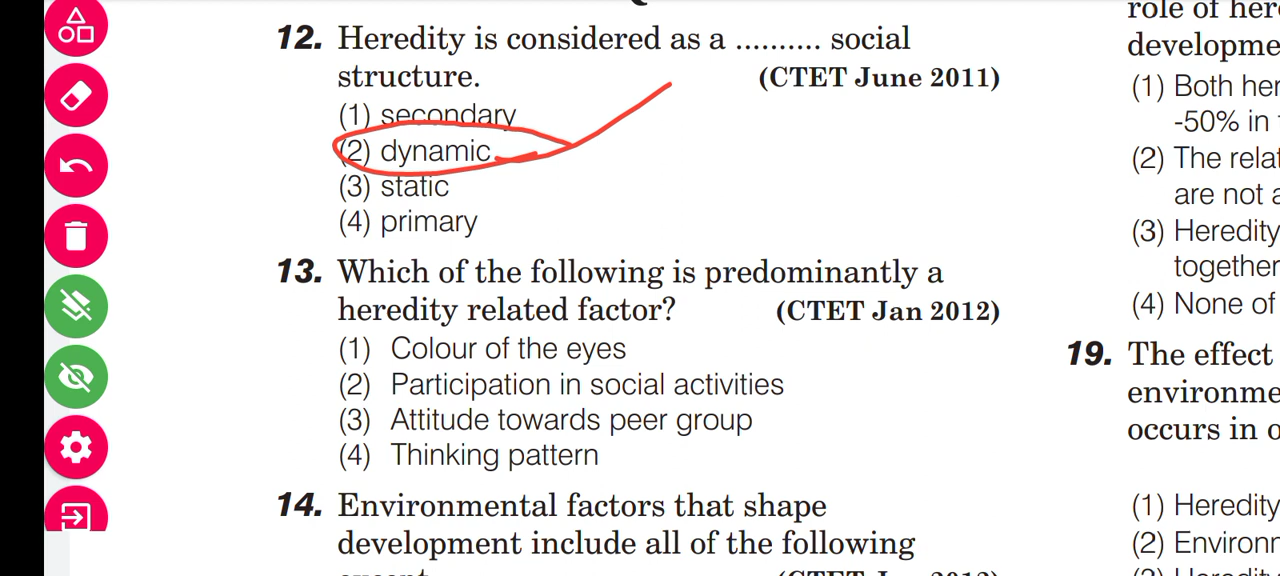 12. Heredity is considered as a .......... social
structure. (CTET June 2011)
(1) secondary
(2) dynamic
(3) static
(4) primary
13. Which of the following is predominantly a
heredity related factor? (CTET Jan 2012)
(1) Colour of the eyes
(2) Participation in social activities
(3) Attitude towards peer group
(4) Thinking pattern
14. Environmental factors that shape
development include all of the following
role of
developme
(1) Both
-50% in
(2) The
are not
(3) Heredity
together
(4) None of
19. The effect
environme
occurs in
(1) Heredity
(2) Environ